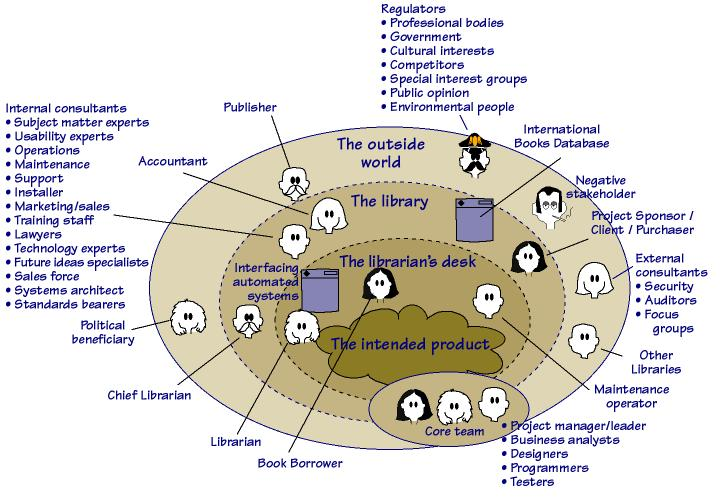 Regulators
• Professional bodies
• Government
• Cultural interests
• Competitors
• Special interest groups
• Public opinion
• Environmental people
Internal consultants
• Subject matter experts
• Usability experts
• Operations
• Maintenance
• Support
• Installer
• Marketing/sales
• Training staff
• Lawyers
• Technology experts
• Future ideas specialists
• Sales force
• Systems architect
• Standards bearers
Publisher
Accountant
The outside
world
International
Books Database
The library
Negative
stakeholder
Project Sponsor /
Client / Purchaser
The librarian's desk
Interfacing
automated
systems
External
consultants
• Security
• Auditors
• Focus
groups
Political
beneficiary
The intended product
Other
Libraries
Chief Librarian
Maintenance
operator
Librarian
Book Borrower
Core team
• Project manager/leader
• Business analysts
• Designers
• Programmers
• Testers